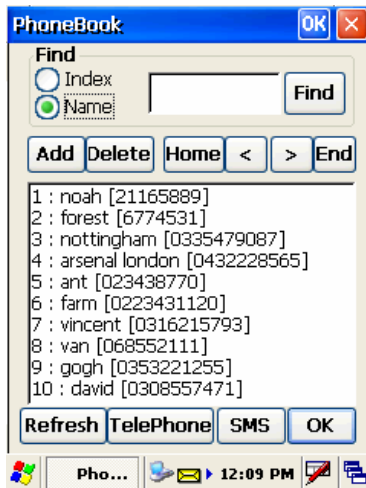 PhoneBook OK
Find
Index
Name
Find
Add Delete Home < > End
1 : noah [21165889]
2 : forest [6774531]
3 : nottingham [0335479087]
4 : arsenal london [0432228565]
5 : ant [023438770]
6 : farm [0223431120]
7 : vincent [0316215793]
8 : van [068552111]
9 : gogh [0353221255]
10 : david [0308557471]
Refresh TelePhone SMS OK
Pho... 12:09 PM